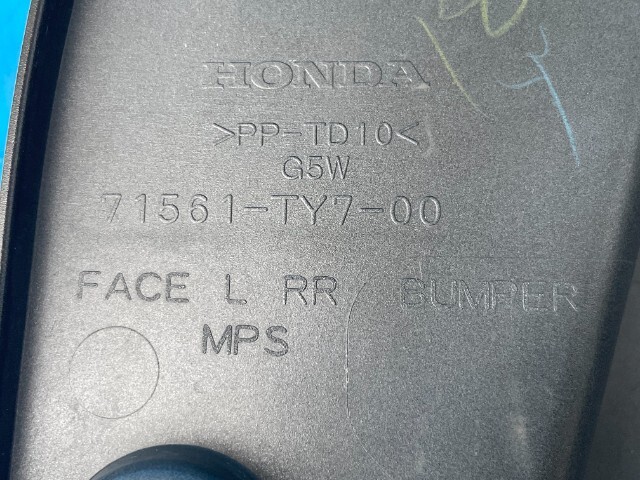 HONDA
>PP-TD10<
G5W
71561-TY7-00
FACE L RR BUMPER
MPS